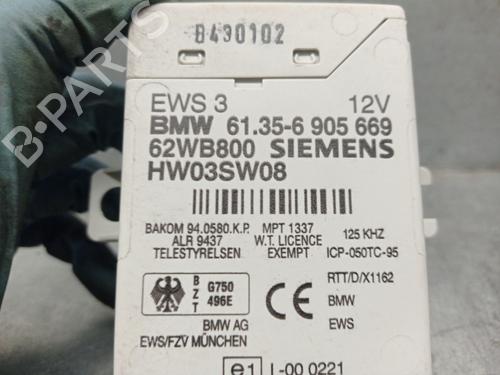 B430102
EWS 3 12V
BMW 61.35-6 905 669
62WB800 SIEMENS
HW03SW08
BAKOM 94.0580.K.P. MPT 1337 125 KHZ
ALR 9437 W.T. LICENCE
TELESTYRELSEN EXEMPT ICP-050TC-95
RTT/D/X1162
B Z T G750 496E CE BMW
BMW AG EWS
EWS/FZV MÜNCHEN
e1 I-00 0221
B-PARTS